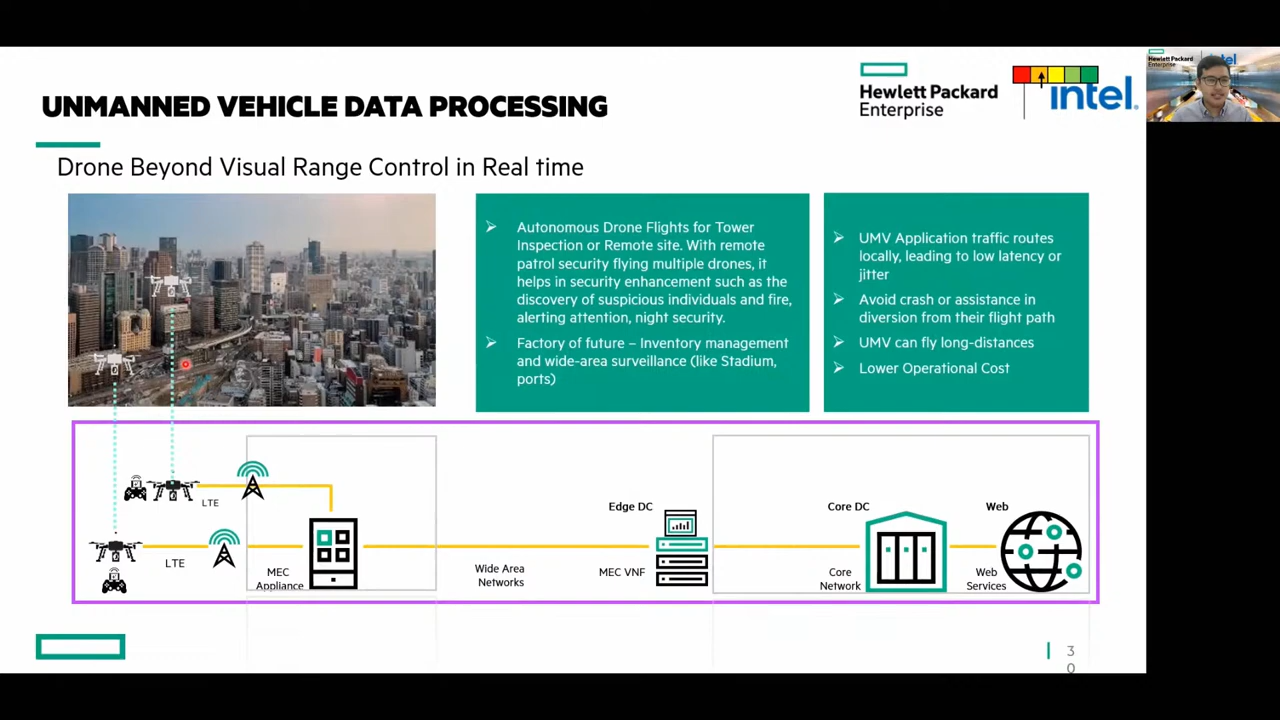 UNMANNED VEHICLE DATA PROCESSING
Hewlett Packard
Enterprise
intel.
Hewlett Packard
Enterprise
Drone Beyond Visual Range Control in Real time
Autonomous Drone Flights for Tower
Inspection or Remote site. With remote
patrol security flying multiple drones, it
helps in security enhancement such as the
discovery of suspicious individuals and fire,
alerting attention, night security.
Factory of future – Inventory management
and wide-area surveillance (like Stadium,
ports)
UMV Application traffic routes
locally, leading to low latency or
jitter
Avoid crash or assistance in
diversion from their flight path
UMV can fly long-distances
Lower Operational Cost
LTE
LTE
MEC
Appliance
Wide Area
Networks
Edge DC
MEC VNF
Core DC
Core
Network
Web
Web
Services
3
0